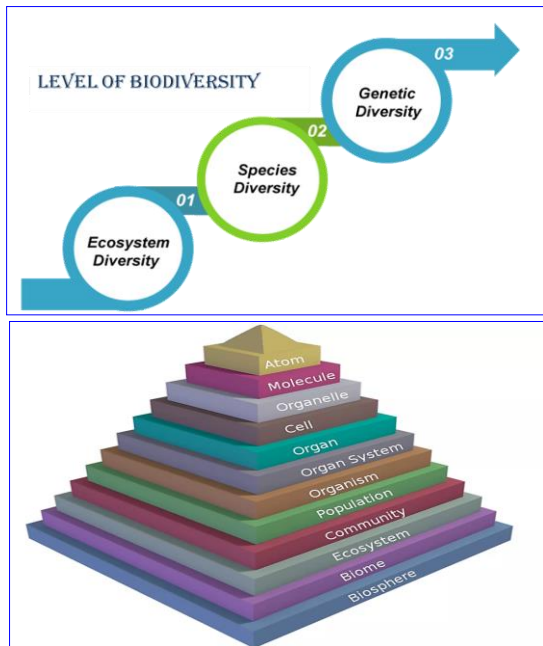 LEVEL OF BIODIVERSITY
03
Genetic
Diversity
02
Species
Diversity
01
Ecosystem
Diversity
Atom
Molecule
Organelle
Cell
Organ
Organ System
Organism
Population
Community
Ecosystem
Biome
Biosphere